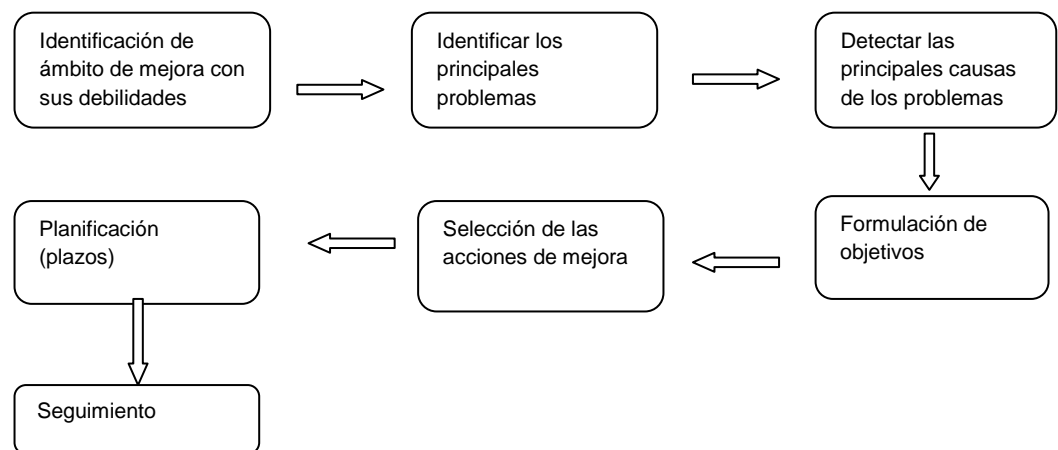 Identificación de
ámbito de mejora con
sus debilidades
Identificar los
principales
problemas
Detectar las
principales causas
de los problemas
Formulación de
objetivos
Selección de las
acciones de mejora
Planificación
(plazos)
Seguimiento